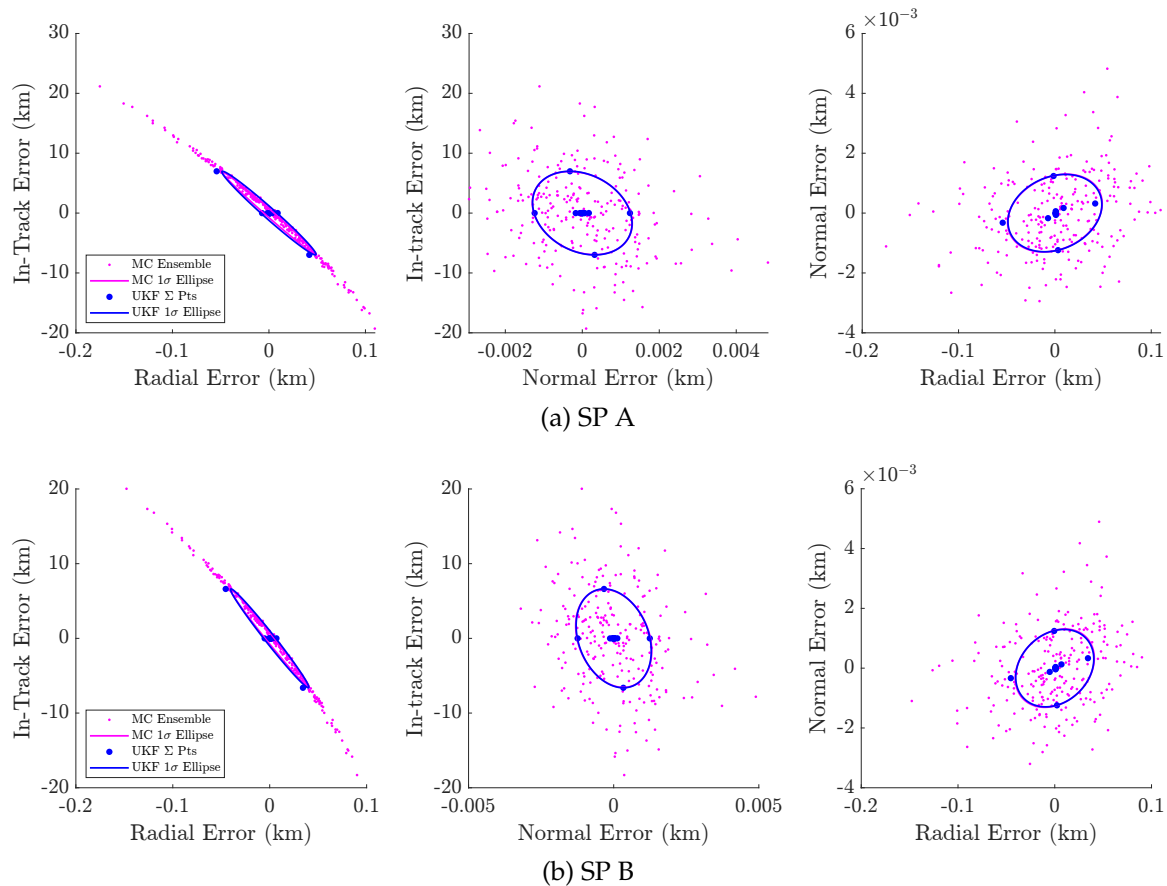 30
20
10
0
-10
-20
-0.2
-0.1
0
0.1
In-Track Error (km)
Radial Error (km)
MC Ensemble
MC 1σ Ellipse
UKF Σ Pts
UKF 1σ Ellipse
30
20
10
0
-10
-20
-0.002
0
0.002
0.004
In-track Error (km)
Normal Error (km)
×10⁻³
6
4
2
0
-2
-4
-0.2
-0.1
0
0.1
Normal Error (km)
Radial Error (km)
(a) SP A
20
10
0
-10
-20
-0.2
-0.1
0
0.1
In-Track Error (km)
Radial Error (km)
MC Ensemble
MC 1σ Ellipse
UKF Σ Pts
UKF 1σ Ellipse
20
10
0
-10
-20
-0.005
0
0.005
In-track Error (km)
Normal Error (km)
×10⁻³
6
4
2
0
-2
-4
-0.2
-0.1
0
0.1
Normal Error (km)
Radial Error (km)
(b) SP B